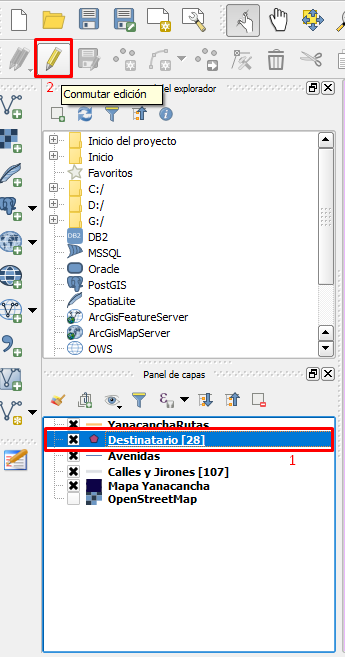 2
Conmutar edición
el explorador
Inicio del proyecto
Inicio
Favoritos
C:/
D:/
G:/
DB2
DB2
MSSQL
Oracle
PostGIS
SpatiaLite
ArcGisFeatureServer
ArcGisMapServer
OWS
Panel de capas
YanacanchaRutas
Destinatario [28]
Avenidas
1
Calles y Jirones [107]
Mapa Yanacancha
OpenStreetMap